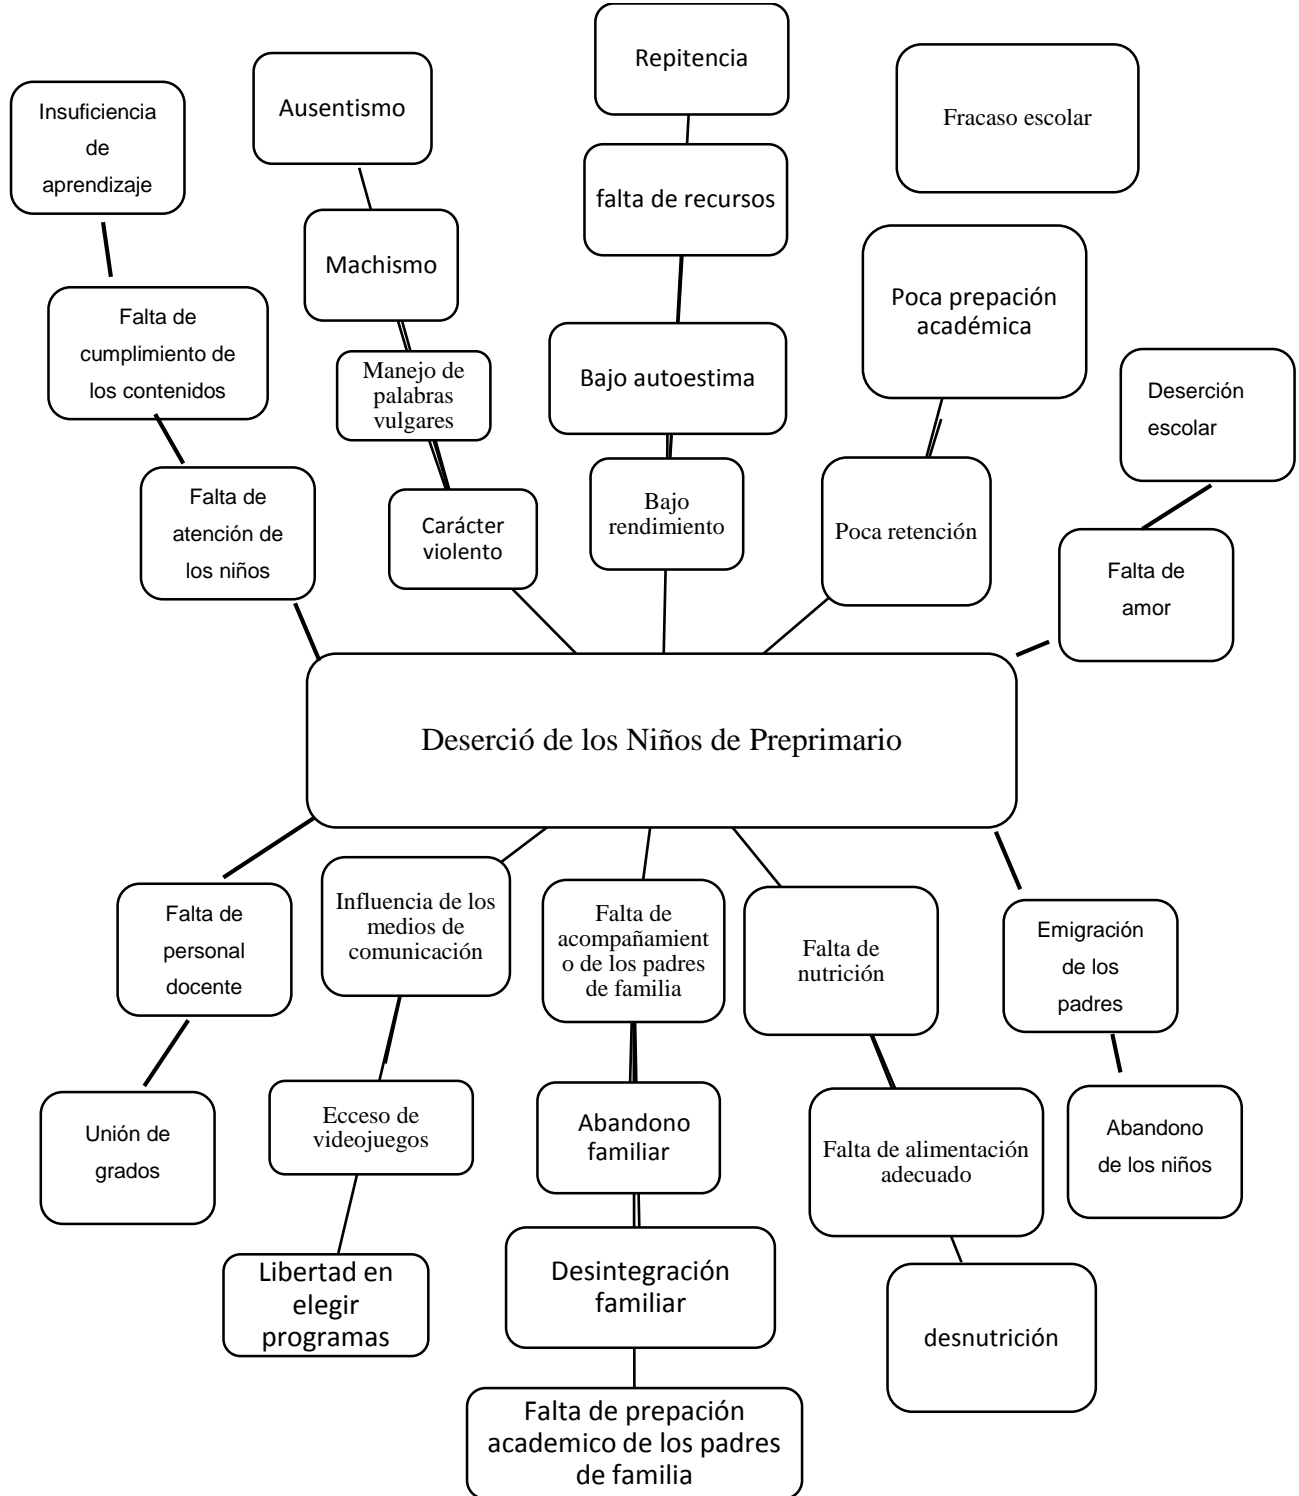 Repitencia
Ausentismo
Insuficiencia
de
aprendizaje
Fracaso escolar
falta de recursos
Machismo
Poca prepación
académica
Falta de
cumplimiento de
los contenidos
Manejo de
palabras
vulgares
Bajo autoestima
Deserción
escolar
Falta de
atención de
los niños
Carácter
violento
Bajo
rendimiento
Poca retención
Falta de
amor
Deserció de los Niños de Preprimario
Falta de
personal
docente
Influencia de los
medios de
comunicación
Falta de
acompañamient
o de los padres
de familia
Falta de
nutrición
Emigración
de los
padres
Unión de
grados
Ecceso de
videojuegos
Abandono
familiar
Falta de alimentación
adecuado
Abandono
de los niños
Libertad en
elegir
programas
Desintegración
familiar
desnutrición
Falta de prepación
academico de los padres
de familia